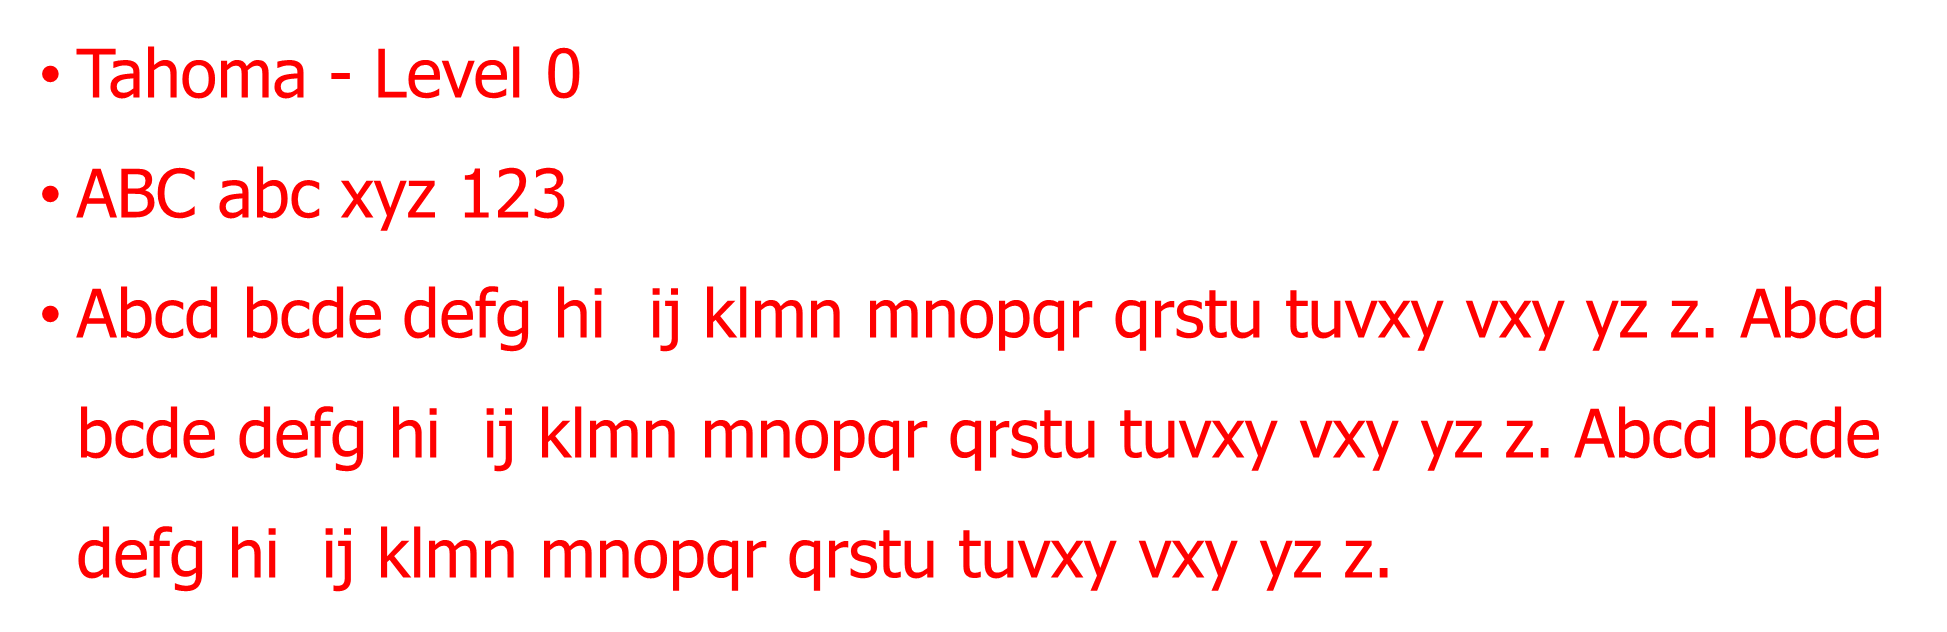 • Tahoma - Level 0
• ABC abc xyz 123
• Abcd bcde defg hi  ij klmn mnopqr qrstu tuvxy vxy yz z. Abcd
bcde defg hi  ij klmn mnopqr qrstu tuvxy vxy yz z. Abcd bcde
defg hi  ij klmn mnopqr qrstu tuvxy vxy yz z.